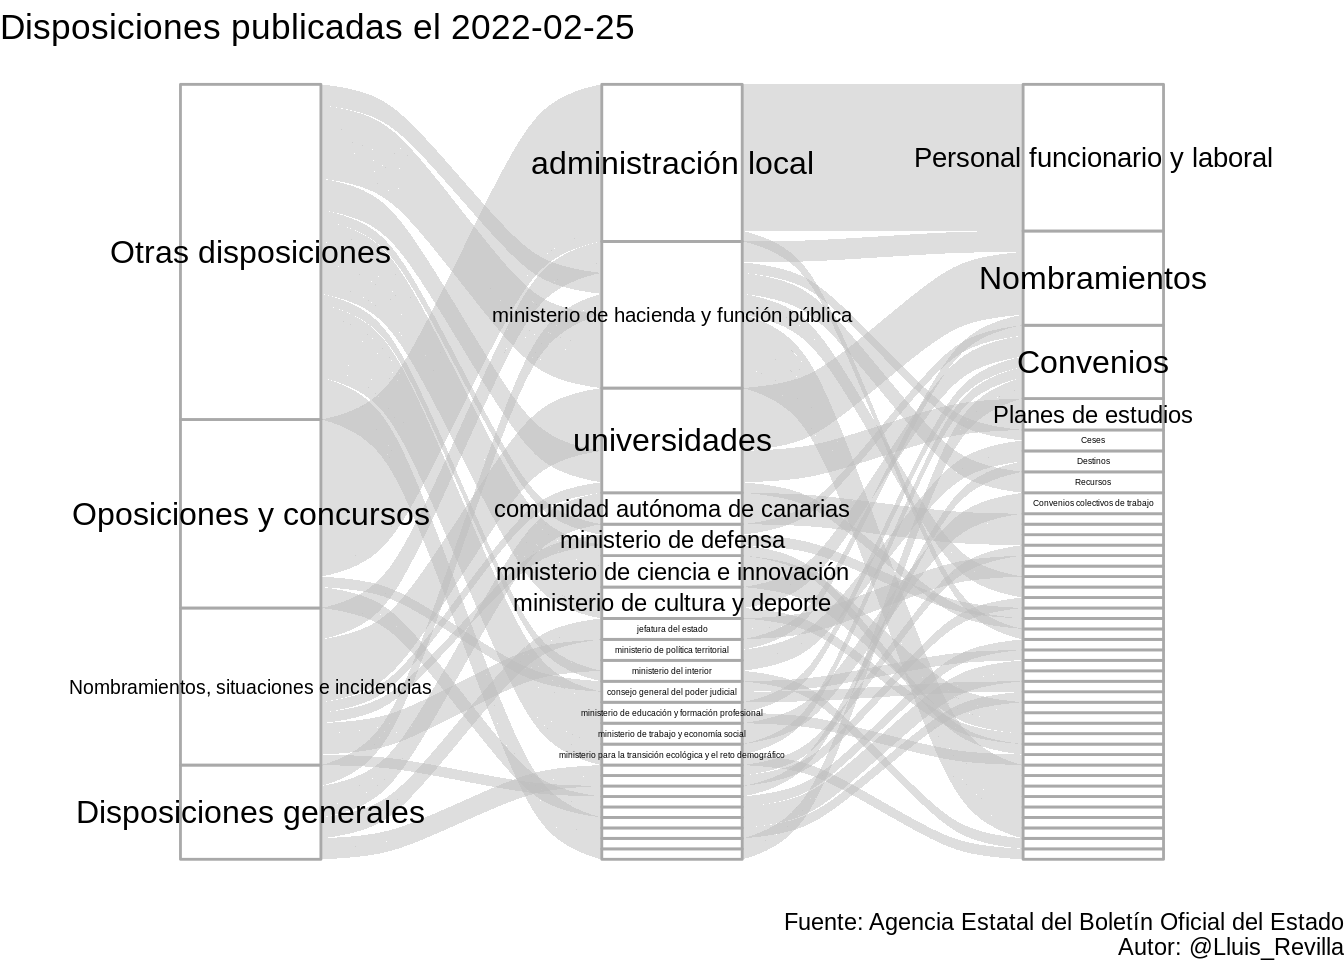 Disposiciones publicadas el 2022-02-25
Otras disposiciones
Oposiciones y concursos
Nombramientos, situaciones e incidencias
Disposiciones generales
administración local
ministerio de hacienda y función pública
universidades
comunidad autónoma de canarias
ministerio de defensa
ministerio de ciencia e innovación
ministerio de cultura y deporte
jefatura del estado
ministerio de política territorial
ministerio del interior
consejo general del poder judicial
ministerio de educación y formación profesional
ministerio de trabajo y economía social
ministerio para la transición ecológica y el reto demográfico
Personal funcionario y laboral
Nombramientos
Convenios
Planes de estudios
Ceses
Destinos
Recursos
Convenios colectivos de trabajo
Fuente: Agencia Estatal del Boletín Oficial del Estado
Autor: @Lluis_Revilla